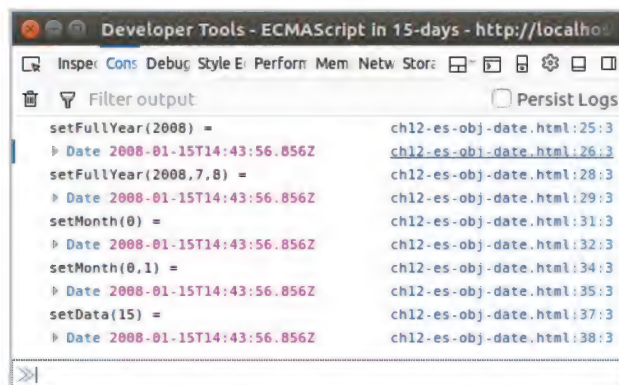 Developer Tools - ECMAScript in 15-days - http://localhos
Inspec Cons Debug Style E Perform Mem Netw Stora
Filter output Persist Logs
setFullYear(2008) = ch12-es-obj-date.html:25:3
Date 2008-01-15T14:43:56.856Z ch12-es-obj-date.html:26:3
setFullYear(2008,7,8) = ch12-es-obj-date.html:28:3
Date 2008-01-15T14:43:56.856Z ch12-es-obj-date.html:29:3
setMonth(0) = ch12-es-obj-date.html:31:3
Date 2008-01-15T14:43:56.856Z ch12-es-obj-date.html:32:3
setMonth(0,1) = ch12-es-obj-date.html:34:3
Date 2008-01-15T14:43:56.856Z ch12-es-obj-date.html:35:3
setData(15) = ch12-es-obj-date.html:37:3
Date 2008-01-15T14:43:56.856Z ch12-es-obj-date.html:38:3